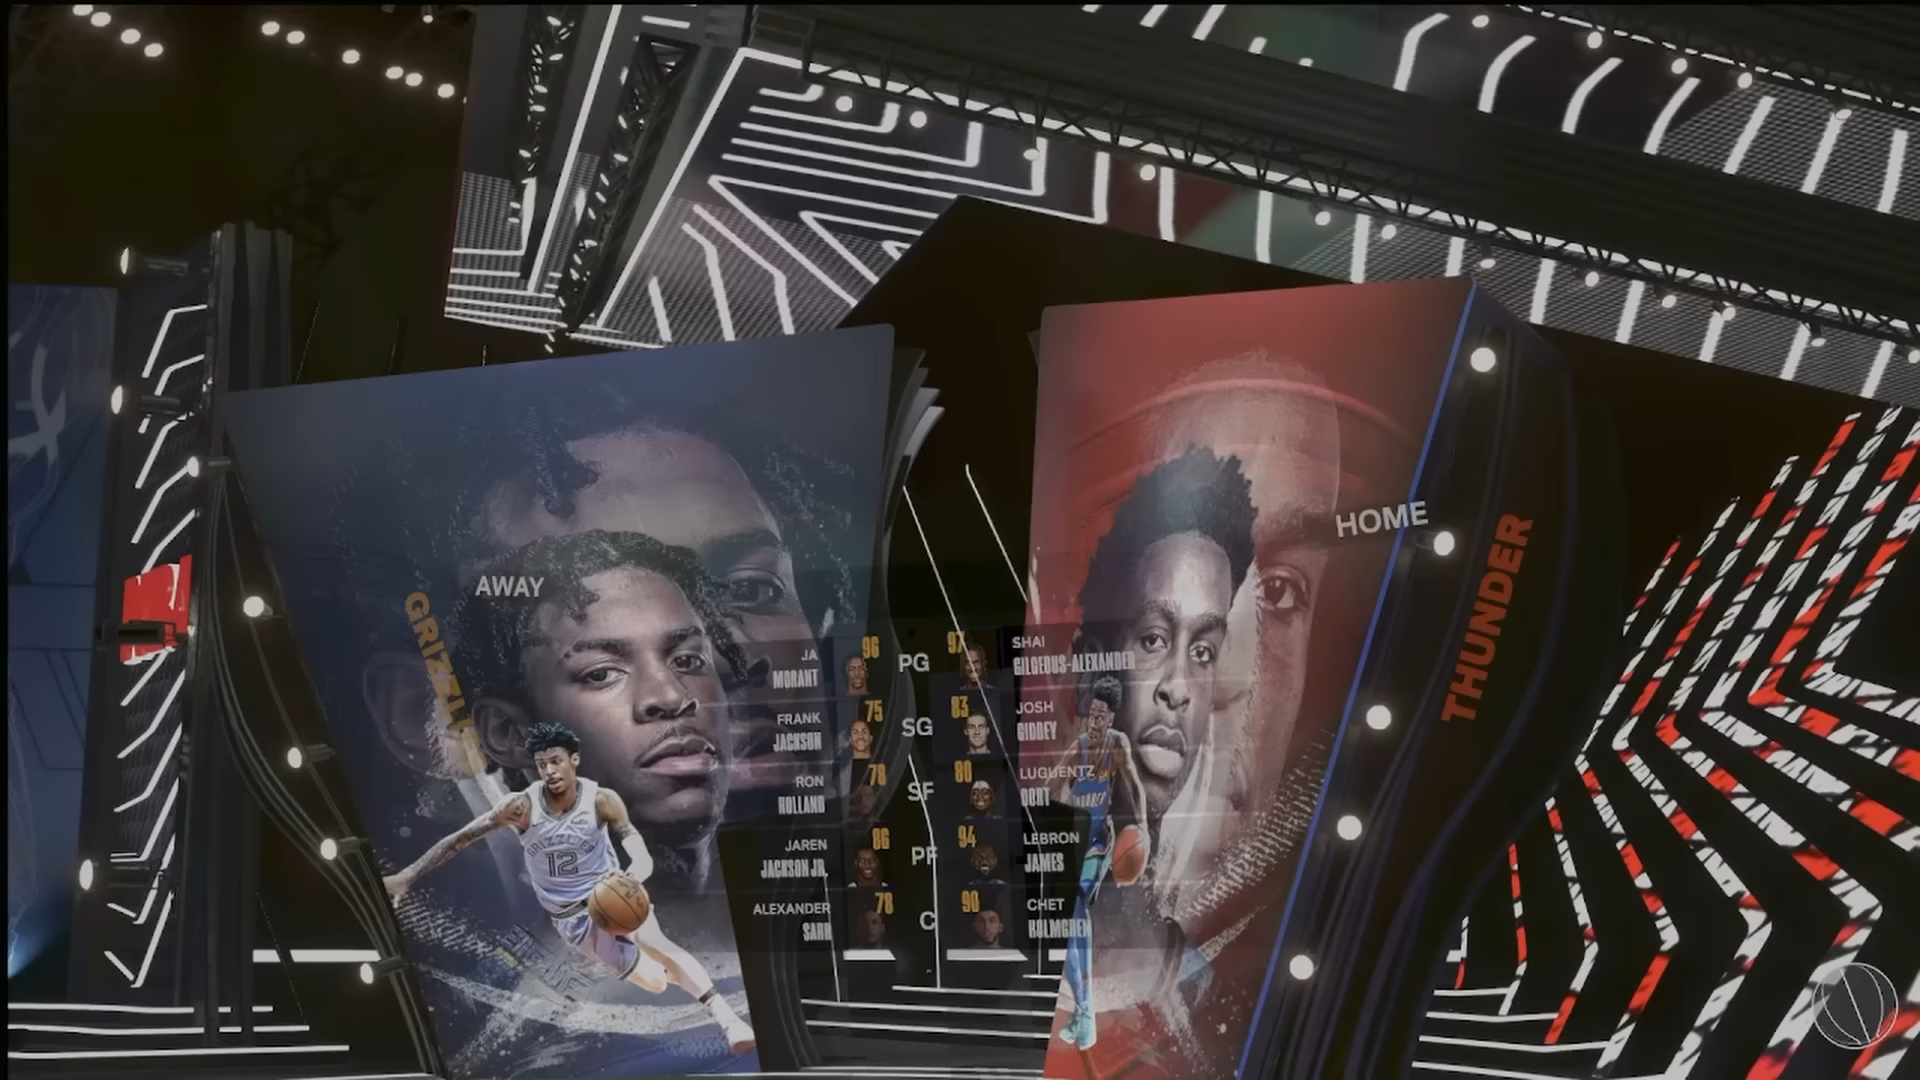 AWAY
HOME
GRIZZLIES
THUNDER
JA
MORANT
96
PG
97
SHAI
GILGEOUS-ALEXANDER
FRANK
JACKSON
75
SG
83
JOSH
GIDDEY
RON
HOLLAND
78
SF
80
LUGUENTZ
DORT
JAREN
JACKSON JR.
86
PF
94
LEBRON
JAMES
ALEXANDER
SARR
78
C
90
CHET
HOLMGREN
GRIZZLIES
12